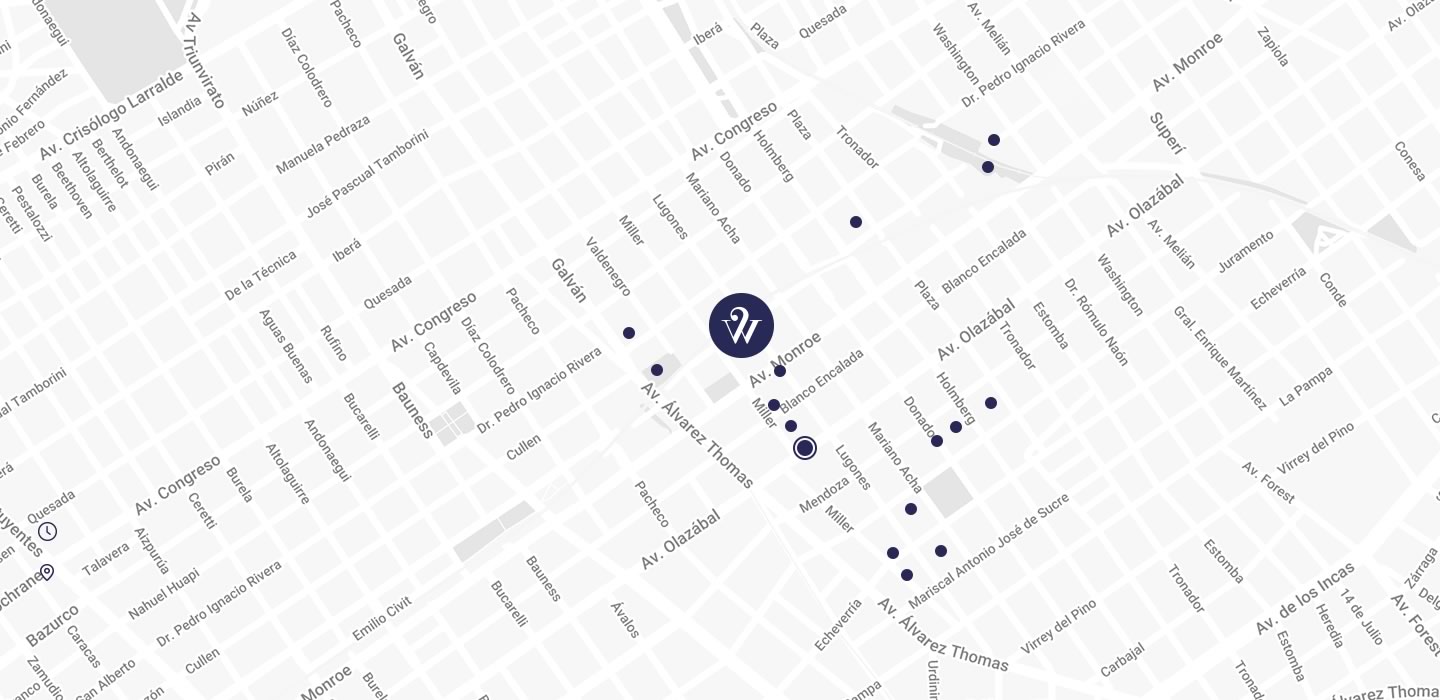 Pacheco
Quesada
Av. Melián
Av. Triunvirato
Galván
Iberá
Plaza
Washington
Dr. Pedro Ignacio Rivera
Av. Monroe
Zapiola
Díaz Colodrero
Av. Crisólogo Larralde
Islandia
Núñez
Manuela Pedraza
Av. Congreso
Plaza
Tronador
Superí
Conesa
Andonaegui
Berthelot
Altolaguirre
Beethoven
Burela
Pestalozzi
Pirán
José Pascual Tamborini
Holmberg
Donado
Mariano Acha
Lugones
Miller
Valdenegro
Av. Olazábal
Av. Melián
Juramento
Echeverría
Conde
De la Técnica
Iberá
Quesada
Galván
Blanco Encalada
Plaza
Washington
Dr. Rómulo Naón
Estomba
Tronador
Av. Olazábal
Gral. Enrique Martínez
La Pampa
Aguas Buenas
Rufino
Av. Congreso
Pacheco
Díaz Colodrero
Capdevila
Dr. Pedro Ignacio Rivera
W
Av. Monroe
Blanco Encalada
Miller
Holmberg
Donado
Bauness
Bucarelli
Cullen
Av. Álvarez Thomas
Mariano Acha
Lugones
Mendoza
Miller
Virrey del Pino
Av. Forest
Andonaegui
Altolaguirre
Av. Congreso
Burela
Ceretti
Quesada
Pacheco
Av. Olazábal
Mariscal Antonio José de Sucre
Aizpurúa
Talavera
Nahuel Huapi
Dr. Pedro Ignacio Rivera
Bauness
Bucarelli
Emilio Civit
Ávalos
Echeverría
Av. Álvarez Thomas
Virrey del Pino
Carbajal
Estomba
Tronador
Av. de los Incas
14 de Julio
Heredia
Estomba
Zárraga
Av. Forest
Bazurco
Caracas
Cullen
Monroe